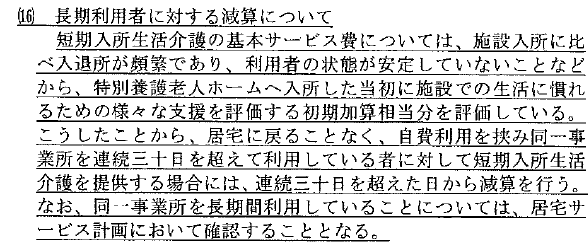 ⒃ 長期利用者に対する減算について
短期入所生活介護の基本サービス費については、施設入所に比
べ入退所が頻繁であり、利用者の状態が安定していないことなど
から、特別養護老人ホームへ入所した当初に施設での生活に慣れ
るための様々な支援を評価する初期加算相当分を評価している。
こうしたことから、居宅に戻ることなく、自費利用を挟み同一事
業所を連続三十日を超えて利用している者に対して短期入所生活
介護を提供する場合には、連続三十日を超えた日から減算を行う。
なお、同一事業所を長期間利用していることについては、居宅サ
ービス計画において確認することとなる。